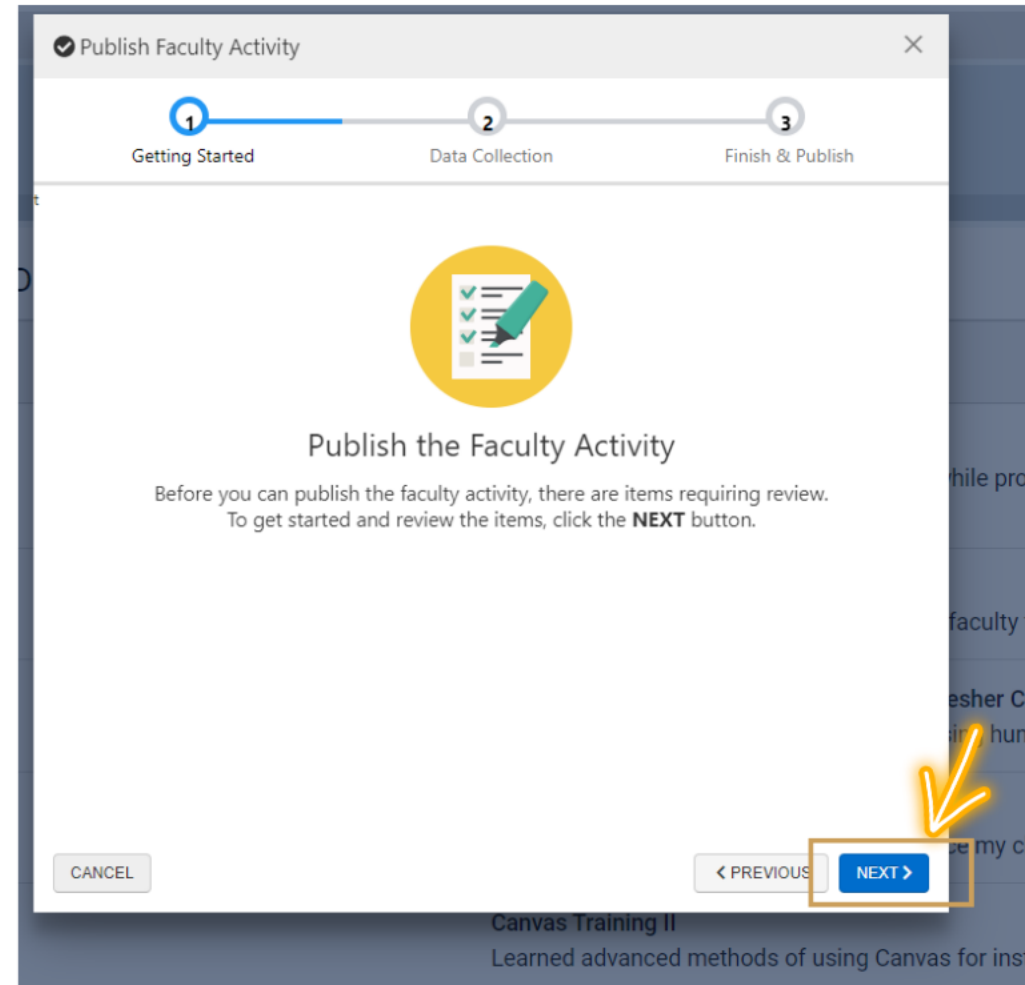 Publish Faculty Activity
1
2
3
Getting Started
Data Collection
Finish & Publish
Publish the Faculty Activity
Before you can publish the faculty activity, there are items requiring review.
To get started and review the items, click the NEXT button.
faculty
my
CANCEL
< PREVIOUS
NEXT >
Canvas Training II
Learned advanced methods of using Canvas for